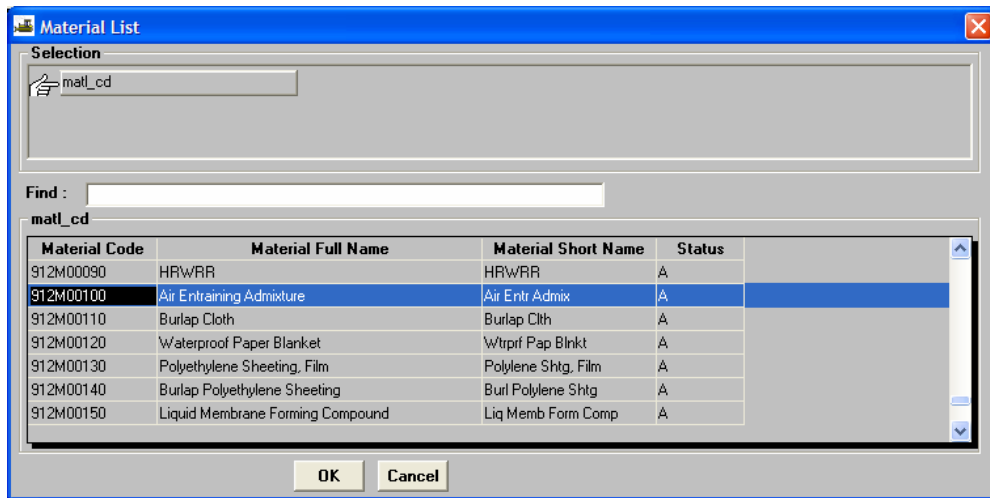 Material List
Selection
matl_cd
Find :
matl_cd
Material Code Material Full Name Material Short Name Status
912M00090 HRWRR HRWRR A
912M00100 Air Entraining Admixture Air Entr Admix A
912M00110 Burlap Cloth Burlap Clth A
912M00120 Waterproof Paper Blanket Wtrprf Pap Blnkt A
912M00130 Polyethylene Sheeting, Film Polylene Shtg, Film A
912M00140 Burlap Polyethylene Sheeting Burl Polylene Shtg A
912M00150 Liquid Membrane Forming Compound Liq Memb Form Comp A
OK Cancel